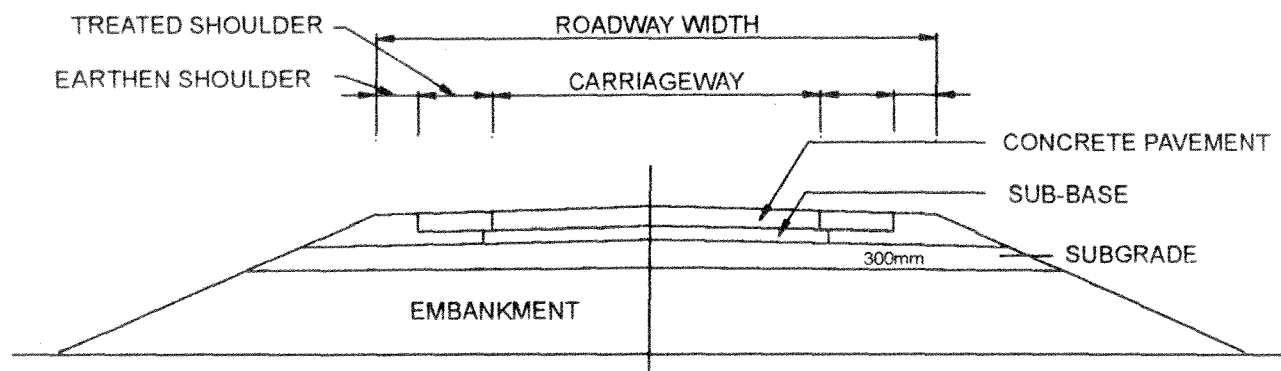 TREATED SHOULDER
ROADWAY WIDTH
EARTHEN SHOULDER
CARRIAGEWAY
CONCRETE PAVEMENT
SUB-BASE
300mm
SUBGRADE
EMBANKMENT